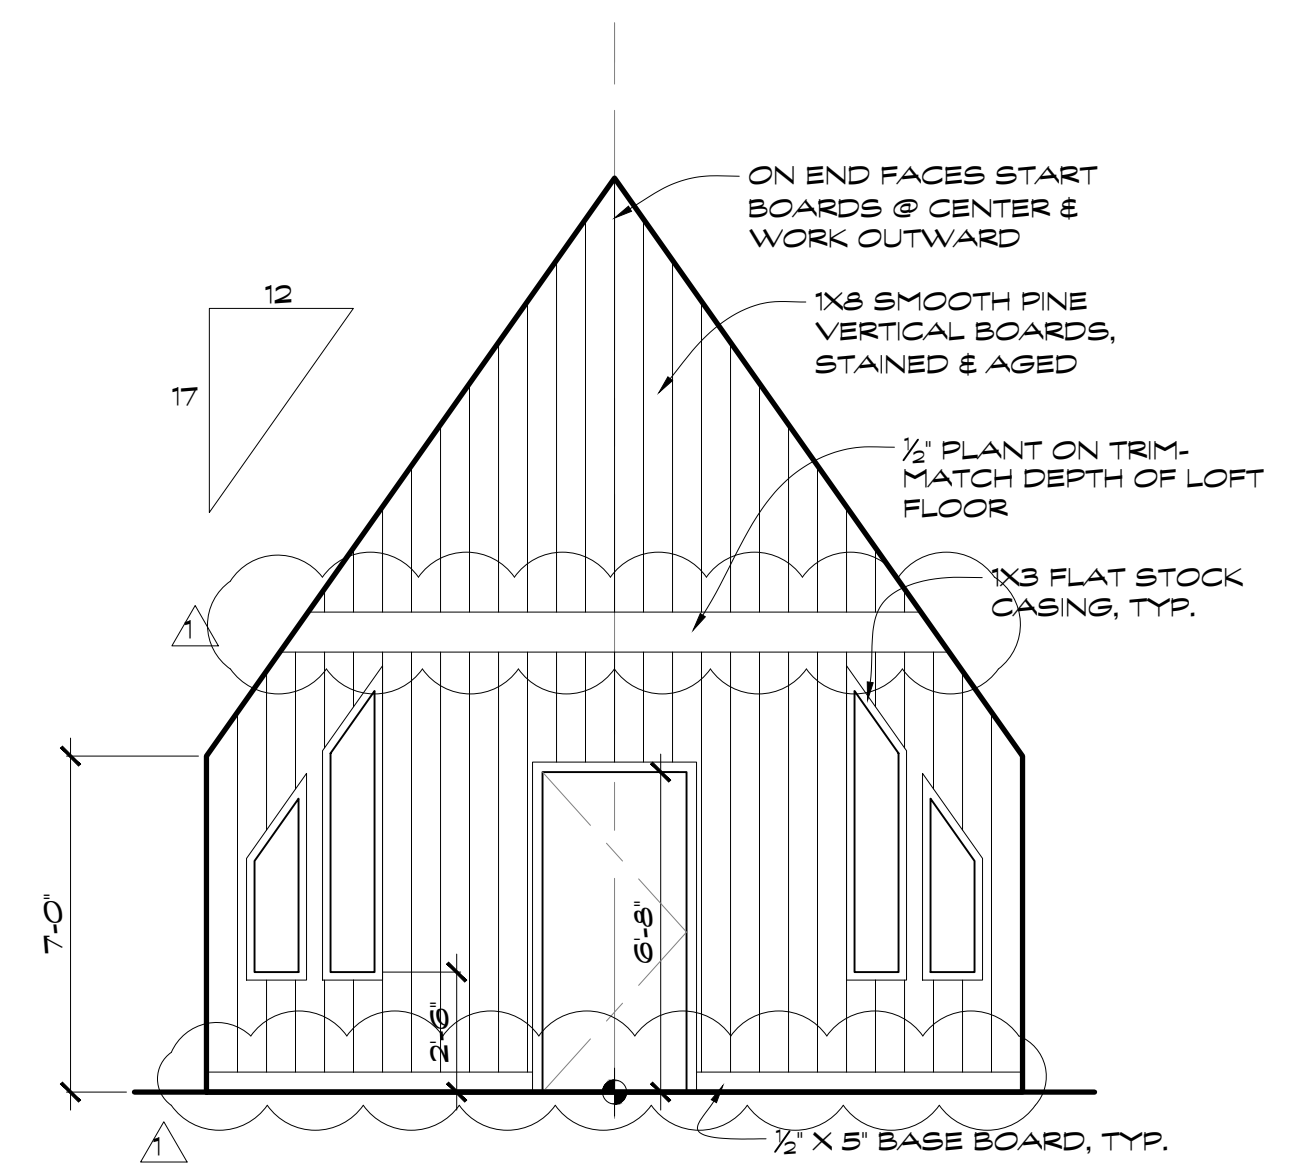 ON END FACES START
BOARDS @ CENTER &
WORK OUTWARD
12
17
1X8 SMOOTH PINE
VERTICAL BOARDS,
STAINED & AGED
½" PLANT ON TRIM-
MATCH DEPTH OF LOFT
FLOOR
1X3 FLAT STOCK
CASING, TYP.
1
7'-0"
6'-8"
2'-6"
1
½" X 5" BASE BOARD, TYP.